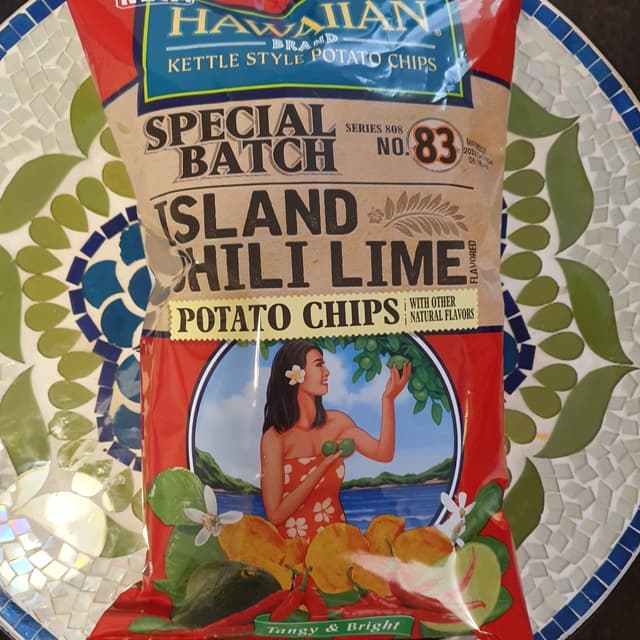 HAWAIIAN®
BRAND
KETTLE STYLE POTATO CHIPS
SPECIAL
BATCH
SERIES 808
NO. 83
ISLAND
CHILI LIME
FLAVORED
POTATO CHIPS
WITH OTHER
NATURAL FLAVORS
Tangy & Bright